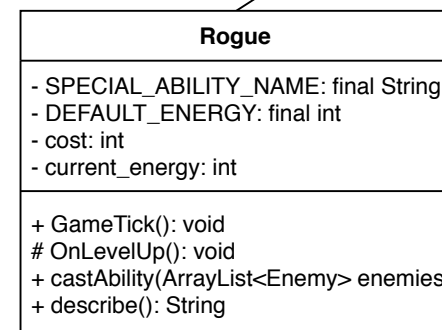 Rogue
- SPECIAL_ABILITY_NAME: final String
- DEFAULT_ENERGY: final int
- cost: int
- current_energy: int
+ GameTick(): void
# OnLevelUp(): void
+ castAbility(ArrayList<Enemy> enemies
+ describe(): String